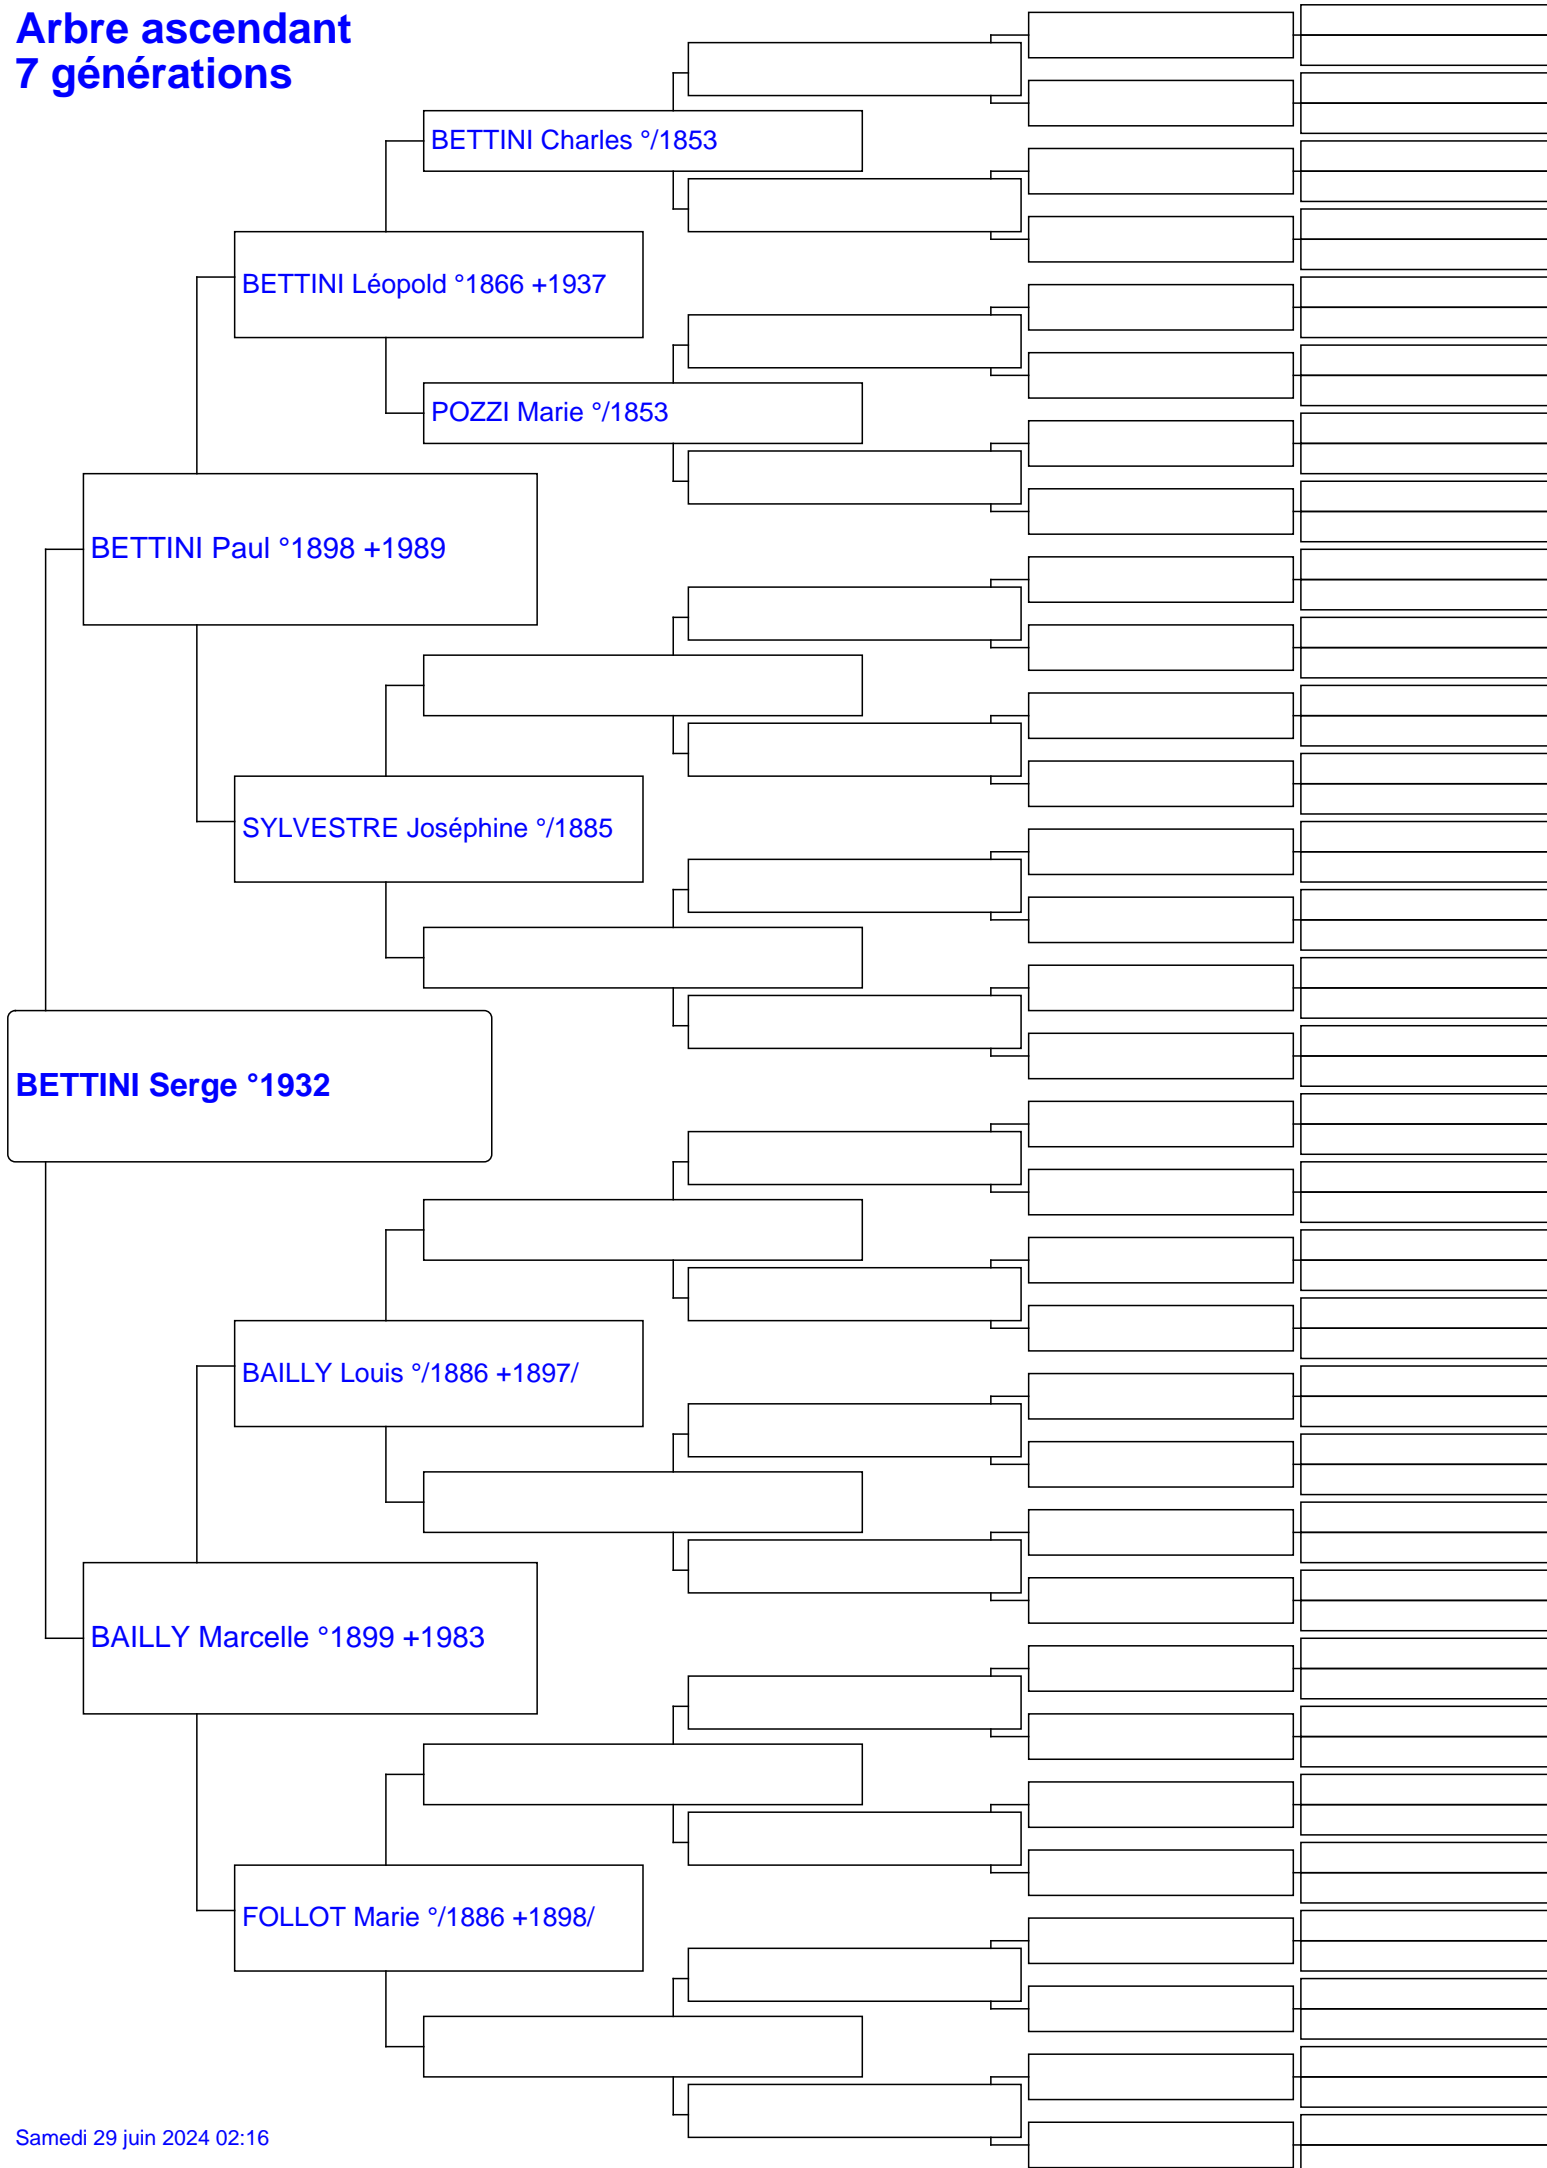 Arbre ascendant
7 générations
BETTINI Charles °/1853
BETTINI Léopold °1866 +1937
POZZI Marie °/1853
BETTINI Paul °1898 +1989
SYLVESTRE Joséphine °/1885
BETTINI Serge °1932
BAILLY Louis °/1886 +1897/
BAILLY Marcelle °1899 +1983
FOLLOT Marie °/1886 +1898/
Samedi 29 juin 2024 02:16